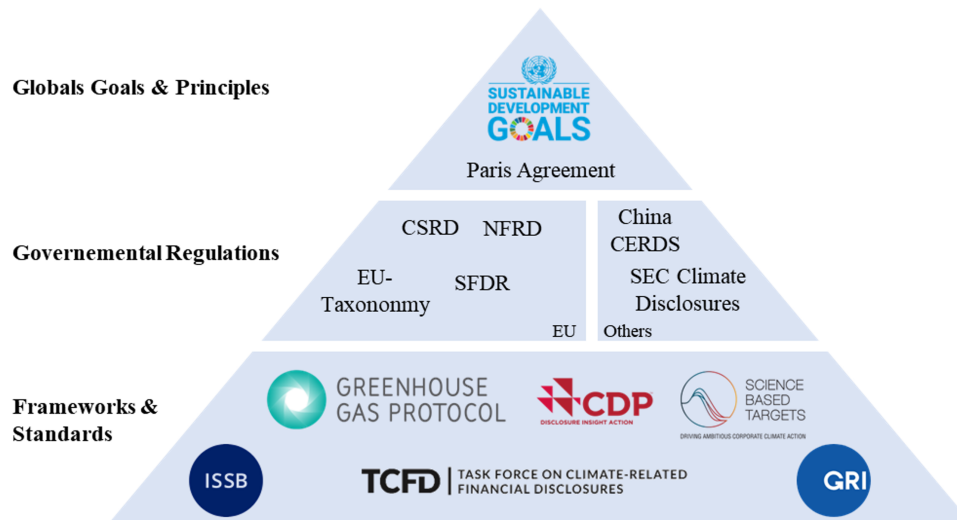 Globals Goals & Principles
SUSTAINABLE
DEVELOPMENT
GOALS
Paris Agreement
Governemental Regulations
CSRD NFRD
EU-
Taxononmy
SFDR
EU
China
CERDS
SEC Climate
Disclosures
Others
Frameworks &
Standards
GREENHOUSE
GAS PROTOCOL
CDP
DISCLOSURE INSIGHT ACTION
SCIENCE
BASED
TARGETS
DRIVING AMBITIOUS CORPORATE CLIMATE ACTION
ISSB
TCFD
TASK FORCE ON CLIMATE-RELATED
FINANCIAL DISCLOSURES
GRI